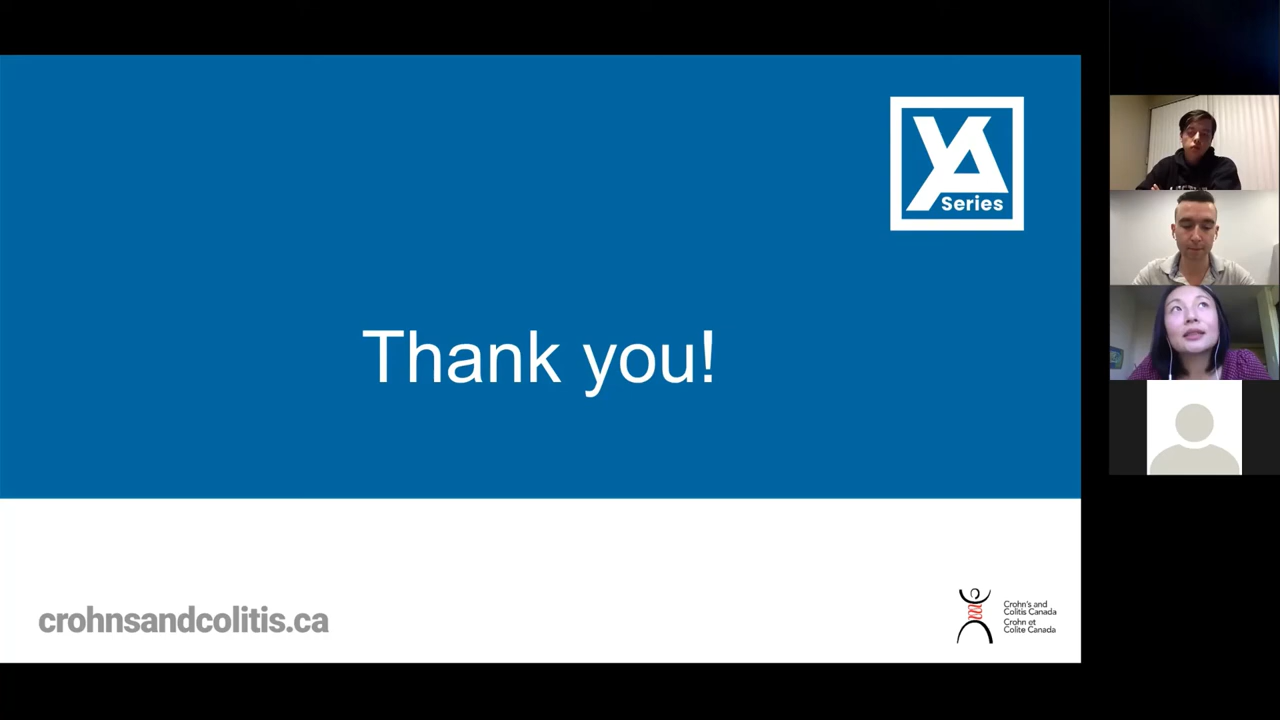 YA
Series
Thank you!
crohnsandcolitis.ca
Crohn's and
Colitis Canada
Crohn et
Colite Canada